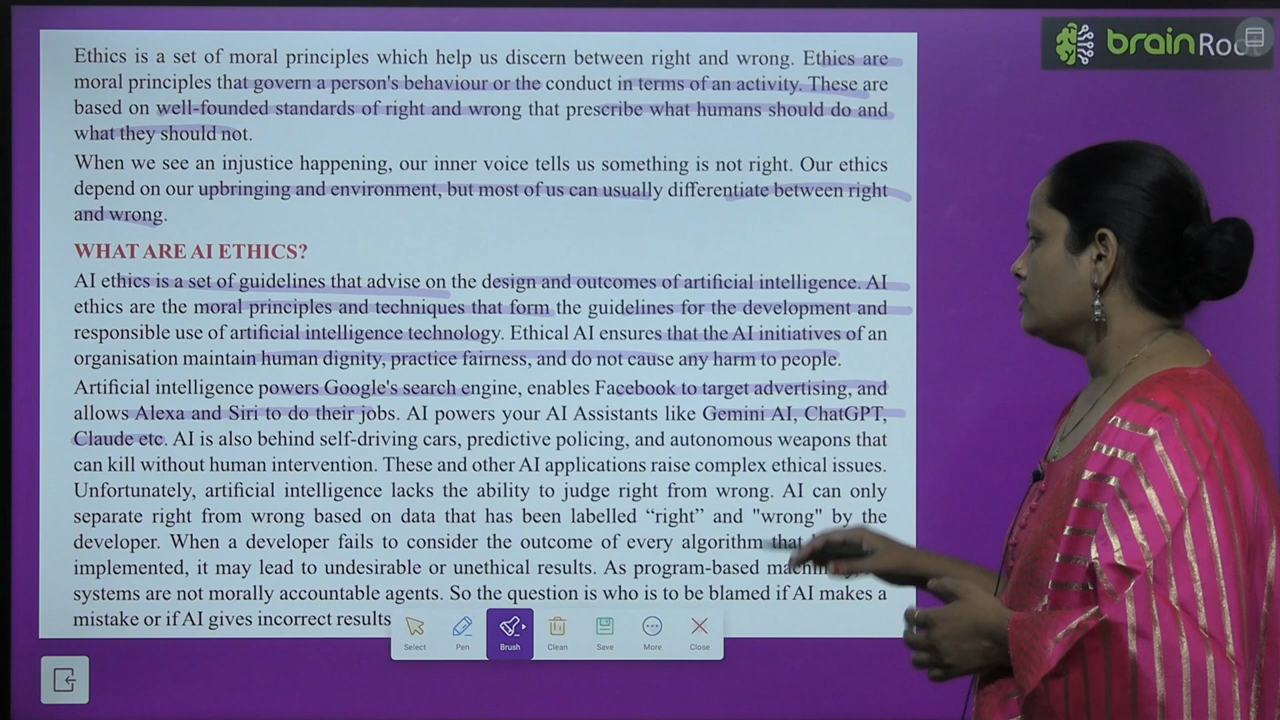 Ethics is a set of moral principles which help us discern between right and wrong. Ethics are
moral principles that govern a person's behaviour or the conduct in terms of an activity. These are
based on well-founded standards of right and wrong that prescribe what humans should do and
what they should not.
When we see an injustice happening, our inner voice tells us something is not right. Our ethics
depend on our upbringing and environment, but most of us can usually differentiate between right
and wrong.
WHAT ARE AI ETHICS?
AI ethics is a set of guidelines that advise on the design and outcomes of artificial intelligence. AI
ethics are the moral principles and techniques that form the guidelines for the development and
responsible use of artificial intelligence technology. Ethical AI ensures that the AI initiatives of an
organisation maintain human dignity, practice fairness, and do not cause any harm to people.
Artificial intelligence powers Google's search engine, enables Facebook to target advertising, and
allows Alexa and Siri to do their jobs. AI powers your AI Assistants like Gemini AI, ChatGPT,
Claude etc. AI is also behind self-driving cars, predictive policing, and autonomous weapons that
can kill without human intervention. These and other AI applications raise complex ethical issues.
Unfortunately, artificial intelligence lacks the ability to judge right from wrong. AI can only
separate right from wrong based on data that has been labelled “right” and "wrong" by the
developer. When a developer fails to consider the outcome of every algorithm that
implemented, it may lead to undesirable or unethical results. As program-based
systems are not morally accountable agents. So the question is who is to be blamed if AI makes a
mistake or if AI gives incorrect results
Select Pen Brush Clean Save More Close
brain